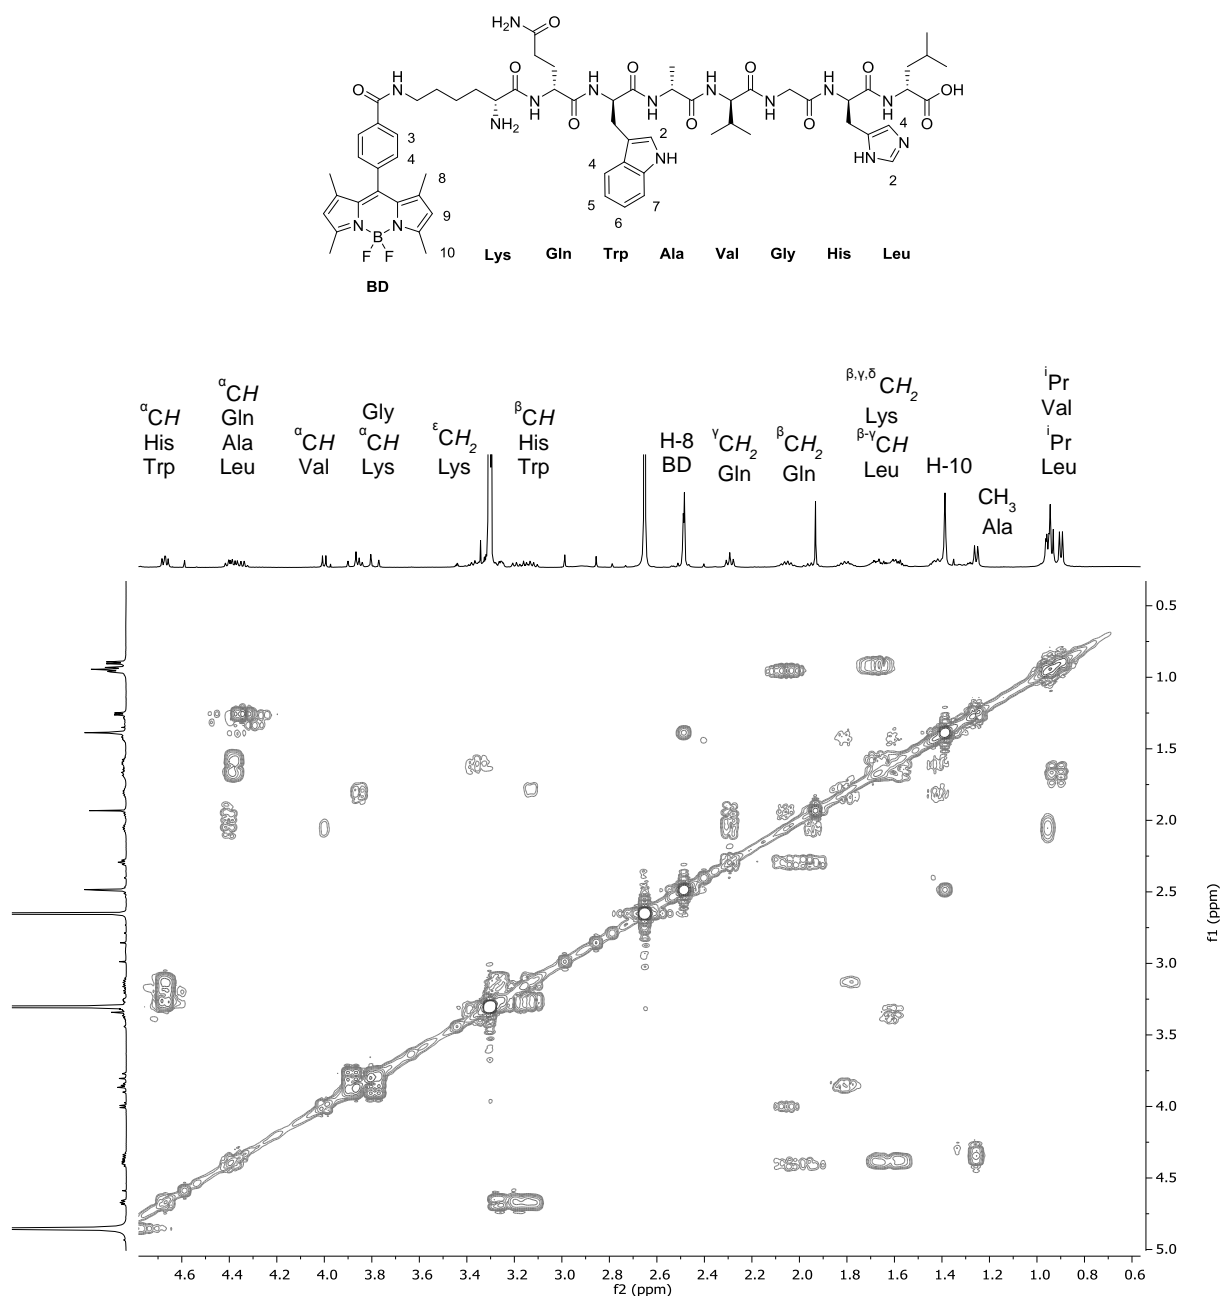 H₂N O
O H N O H N O H N O H N O O
N H O N H O N H O N H O OH
NH₂
3
4
2
NH
4
5
6
7
4
N
HN
2
8
9
10
N N
B
F F
Lys Gln Trp Ala Val Gly His Leu
BD
αCH His Trp
αCH Gln Ala Leu
αCH Val
Gly αCH Lys
εCH₂ Lys
βCH His Trp
H-8 BD
γCH₂ Gln
βCH₂ Gln
β,γ,δ CH₂ Lys β-γCH Leu
H-10
CH₃ Ala
iPr Val iPr Leu
0.5
1.0
1.5
2.0
2.5
3.0
3.5
4.0
4.5
5.0
f1 (ppm)
4.6 4.4 4.2 4.0 3.8 3.6 3.4 3.2 3.0 2.8 2.6 2.4 2.2 2.0 1.8 1.6 1.4 1.2 1.0 0.8 0.6
f2 (ppm)